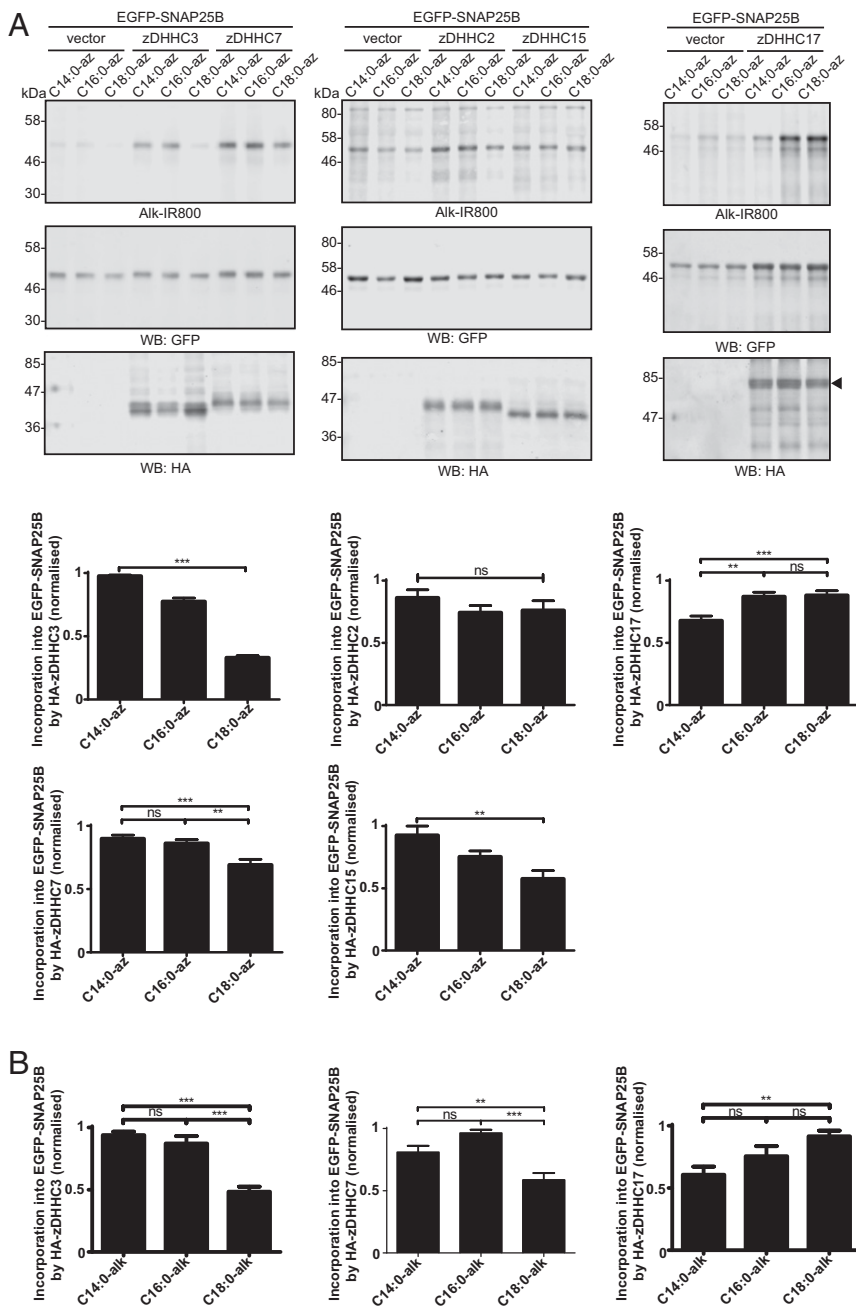 A
EGFP-SNAP25B
vector zDHHC3 zDHHC7
C14:0-az C16:0-az C18:0-az C14:0-az C16:0-az C18:0-az C14:0-az C16:0-az C18:0-az
kDa
58
46
30
Alk-IR800
58
46
30
WB: GFP
85
47
36
WB: HA
EGFP-SNAP25B
vector zDHHC2 zDHHC15
C14:0-az C16:0-az C18:0-az C14:0-az C16:0-az C18:0-az C14:0-az C16:0-az C18:0-az
kDa
80
58
46
Alk-IR800
80
58
46
WB: GFP
85
47
36
WB: HA
EGFP-SNAP25B
vector zDHHC17
C14:0-az C16:0-az C18:0-az C14:0-az C16:0-az C18:0-az
kDa
58
46
Alk-IR800
58
46
WB: GFP
85
47
WB: HA
Incorporation into EGFP-SNAP25B
by HA-zDHHC3 (normalised)
1
0.5
0
***
C14:0-az C16:0-az C18:0-az
Incorporation into EGFP-SNAP25B
by HA-zDHHC2 (normalised)
1
0.5
0
ns
C14:0-az C16:0-az C18:0-az
Incorporation into EGFP-SNAP25B
by HA-zDHHC17 (normalised)
1
0.5
0
***
** ns
C14:0-az C16:0-az C18:0-az
Incorporation into EGFP-SNAP25B
by HA-zDHHC7 (normalised)
1
0.5
0
***
ns **
C14:0-az C16:0-az C18:0-az
Incorporation into EGFP-SNAP25B
by HA-zDHHC15 (normalised)
1
0.5
0
**
C14:0-az C16:0-az C18:0-az
B
Incorporation into EGFP-SNAP25B
by HA-zDHHC3 (normalised)
1
0.5
0
***
ns ***
C14:0-alk C16:0-alk C18:0-alk
Incorporation into EGFP-SNAP25B
by HA-zDHHC7 (normalised)
1
0.5
0
**
ns ***
C14:0-alk C16:0-alk C18:0-alk
Incorporation into EGFP-SNAP25B
by HA-zDHHC17 (normalised)
1
0.5
0
**
ns ns
C14:0-alk C16:0-alk C18:0-alk